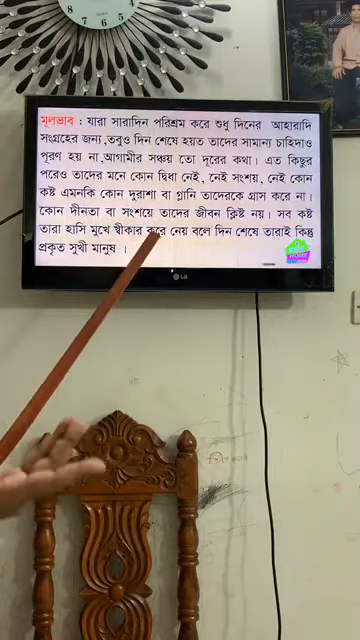 মূলভাব : যারা সারাদিন পরিশ্রম করে শুধু দিনের আহারাদি
সংগ্রহের জন্য, তবুও দিন শেষে হয়ত তাদের সামান্য চাহিদাও
পূরণ হয় না,আগামীর সঞ্চয় তো দূরের কথা। এত কিছুর
পরেও তাদের মনে কোন দ্বিধা নেই, নেই সংশয়, নেই কোন
কষ্ট এমনকি কোন দুরাশা বা গ্লানি তাদেরকে গ্রাস করে না।
কোন দীনতা বা সংশয়ে তাদের জীবন ক্লিষ্ট নয়। সব কষ্ট
তারা হাসি মুখে স্বীকার করে নেয় বলে দিন শেষে তারাই কিন্তু
প্রকৃত সুখী মানুষ ।
LG